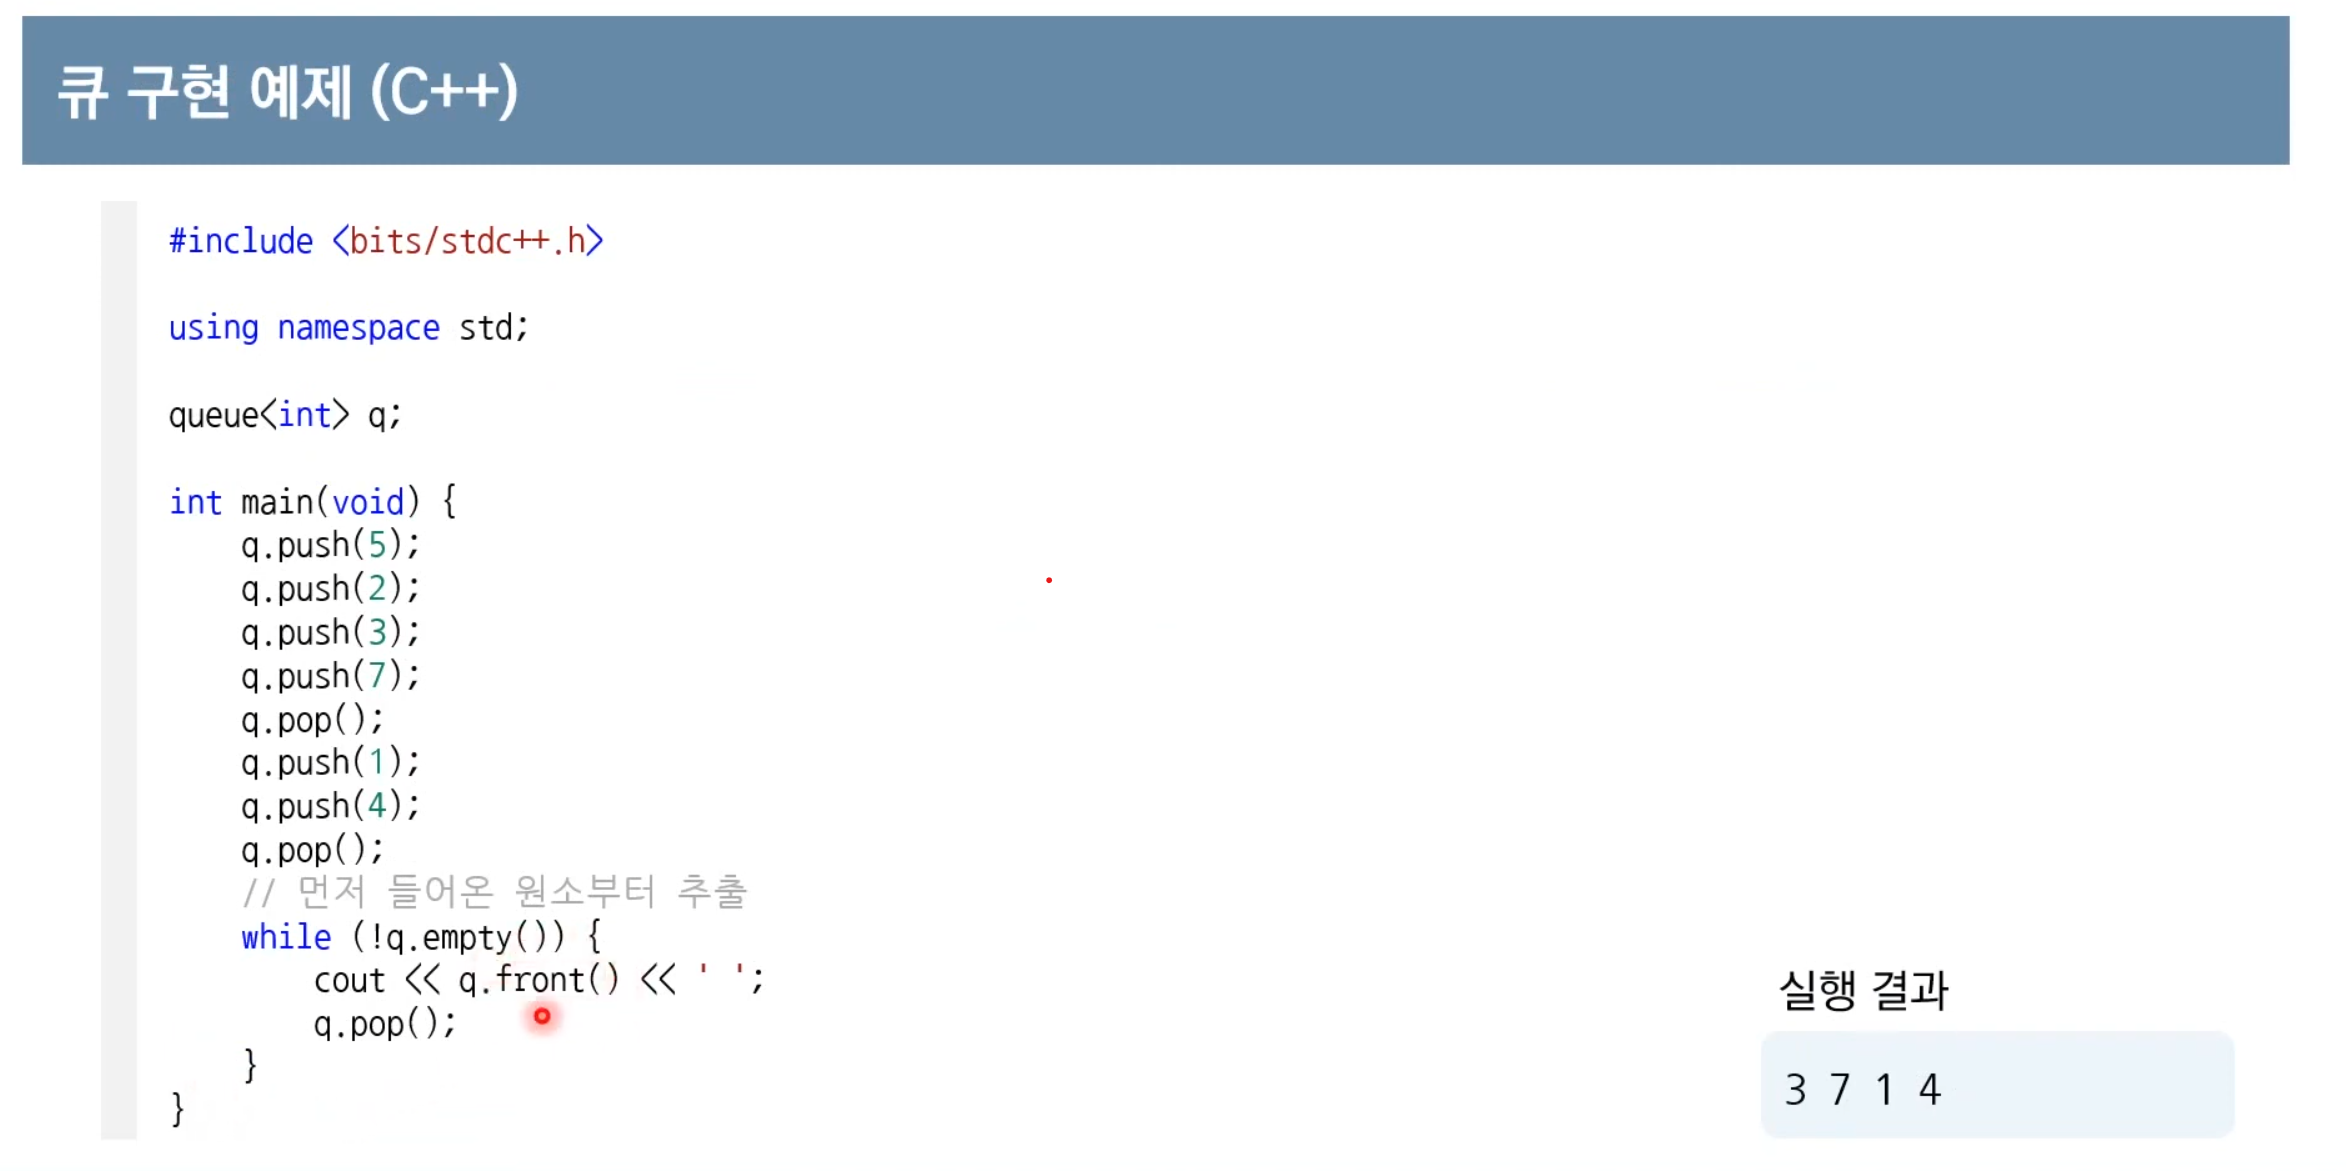 큐 구현 예제 (C++)
#include <bits/stdc++.h>
using namespace std;
queue<int> q;
int main(void) {
    q.push(5);
    q.push(2);
    q.push(3);
    q.push(7);
    q.pop();
    q.push(1);
    q.push(4);
    q.pop();
    // 먼저 들어온 원소부터 추출
    while (!q.empty()) {
        cout << q.front() << ' ';
        q.pop();
    }
}
실행 결과
3 7 1 4